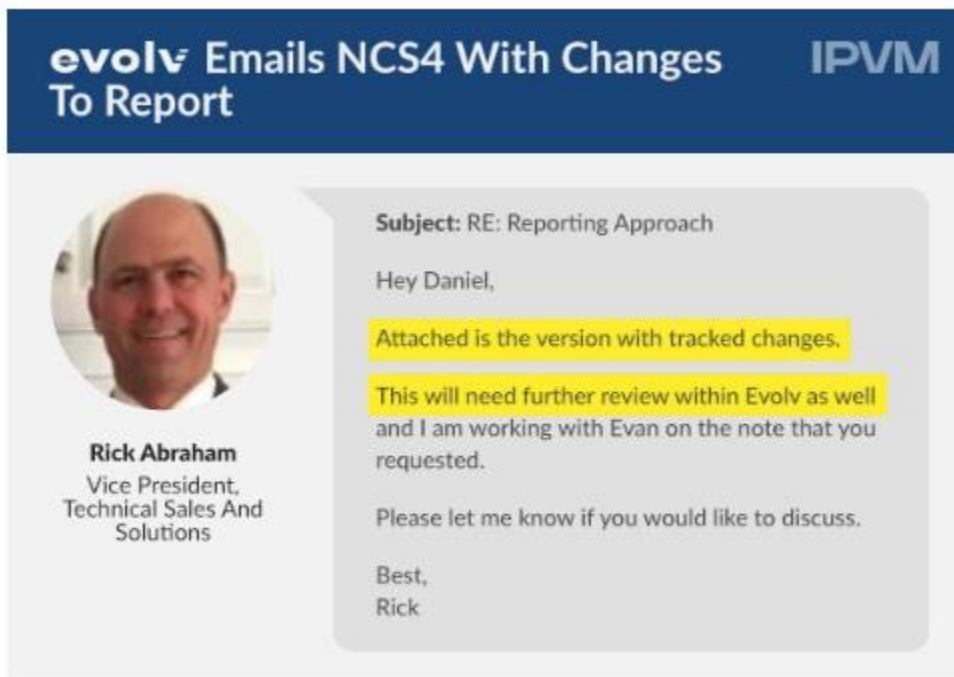 evolv Emails NCS4 With Changes
To Report
IPVM
Subject: RE: Reporting Approach
Hey Daniel,
Attached is the version with tracked changes.
This will need further review within Evolv as well
and I am working with Evan on the note that you
requested.
Please let me know if you would like to discuss.
Best,
Rick
Rick Abraham
Vice President,
Technical Sales And
Solutions